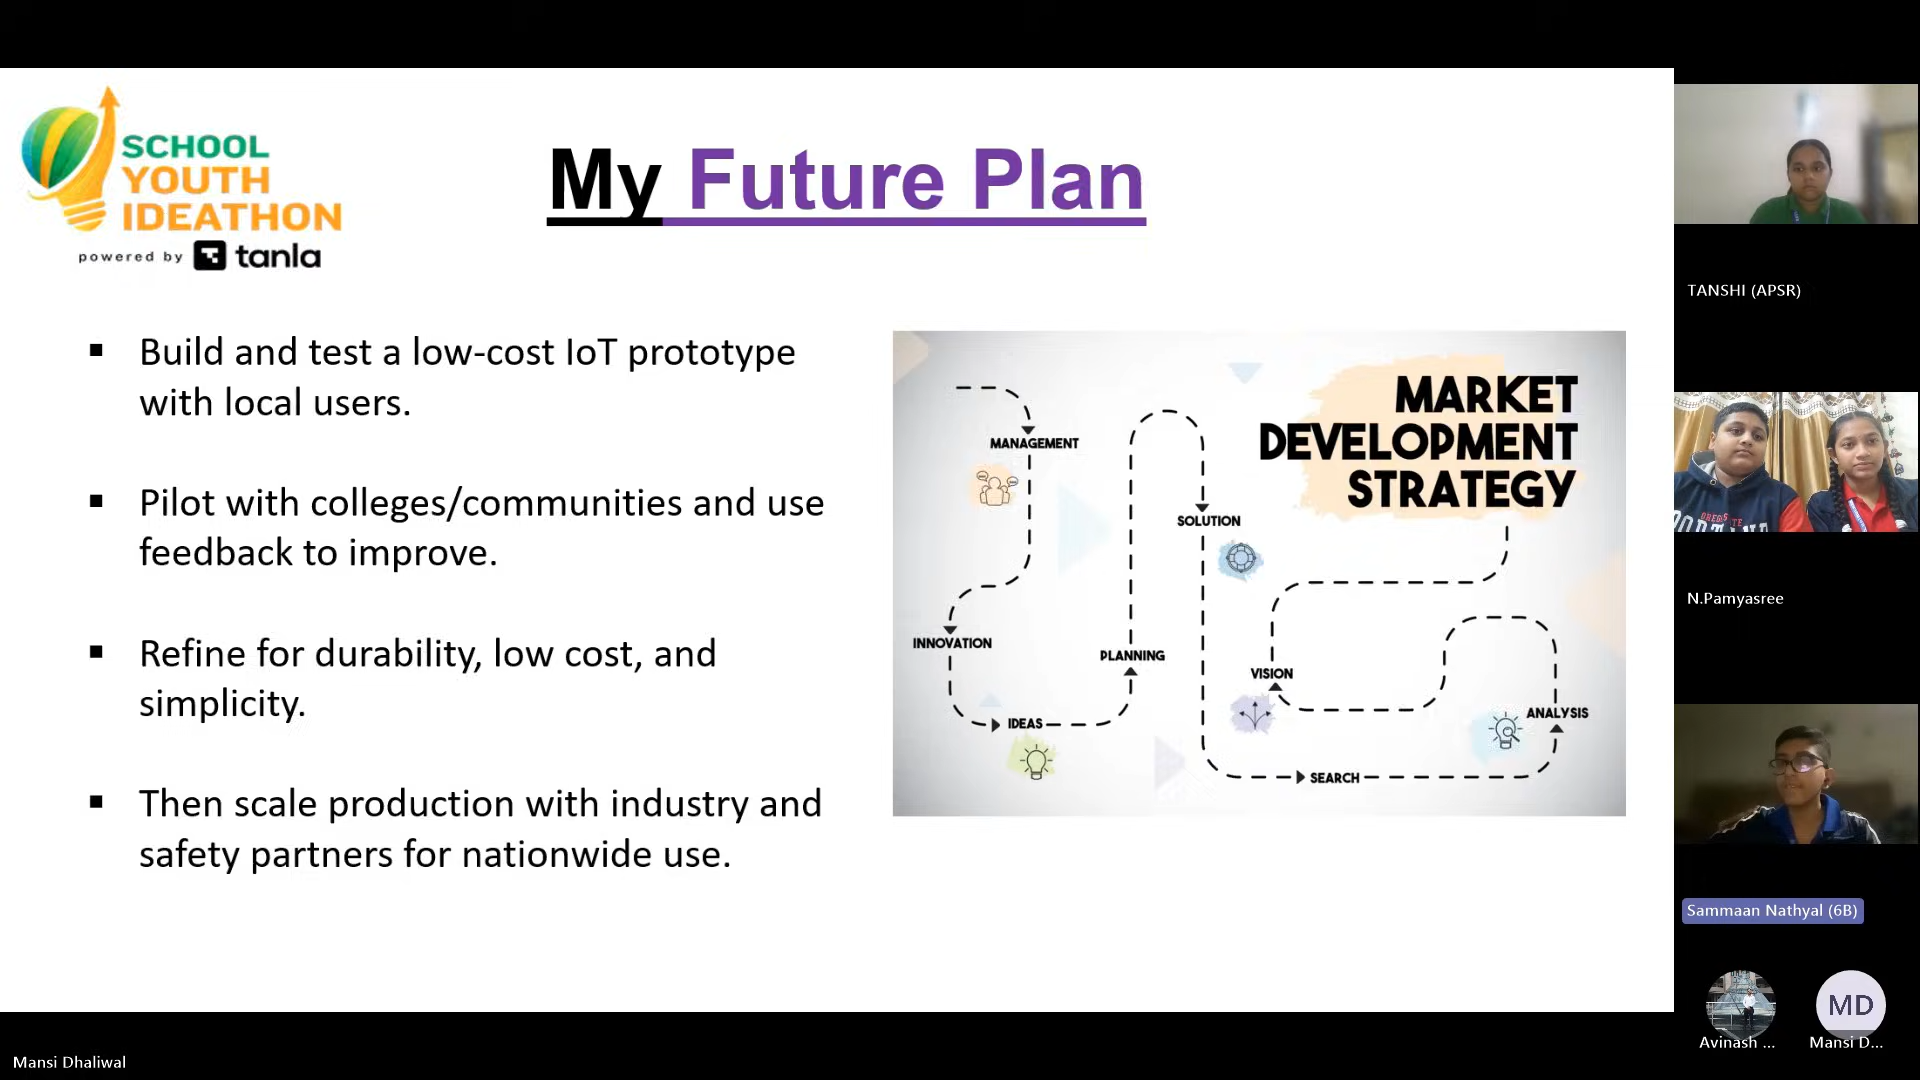 SCHOOL
YOUTH
IDEATHON
powered by tanla
My Future Plan
▪ Build and test a low-cost IoT prototype
with local users.
▪ Pilot with colleges/communities and use
feedback to improve.
▪ Refine for durability, low cost, and
simplicity.
▪ Then scale production with industry and
safety partners for nationwide use.
MARKET
DEVELOPMENT
STRATEGY
MANAGEMENT
SOLUTION
INNOVATION
PLANNING
VISION
IDEAS
ANALYSIS
SEARCH
TANSHI (APSR)
N.Pamyasree
Sammaan Nathyal (6B)
MD
Avinash ...
Mansi D...
Mansi Dhaliwal